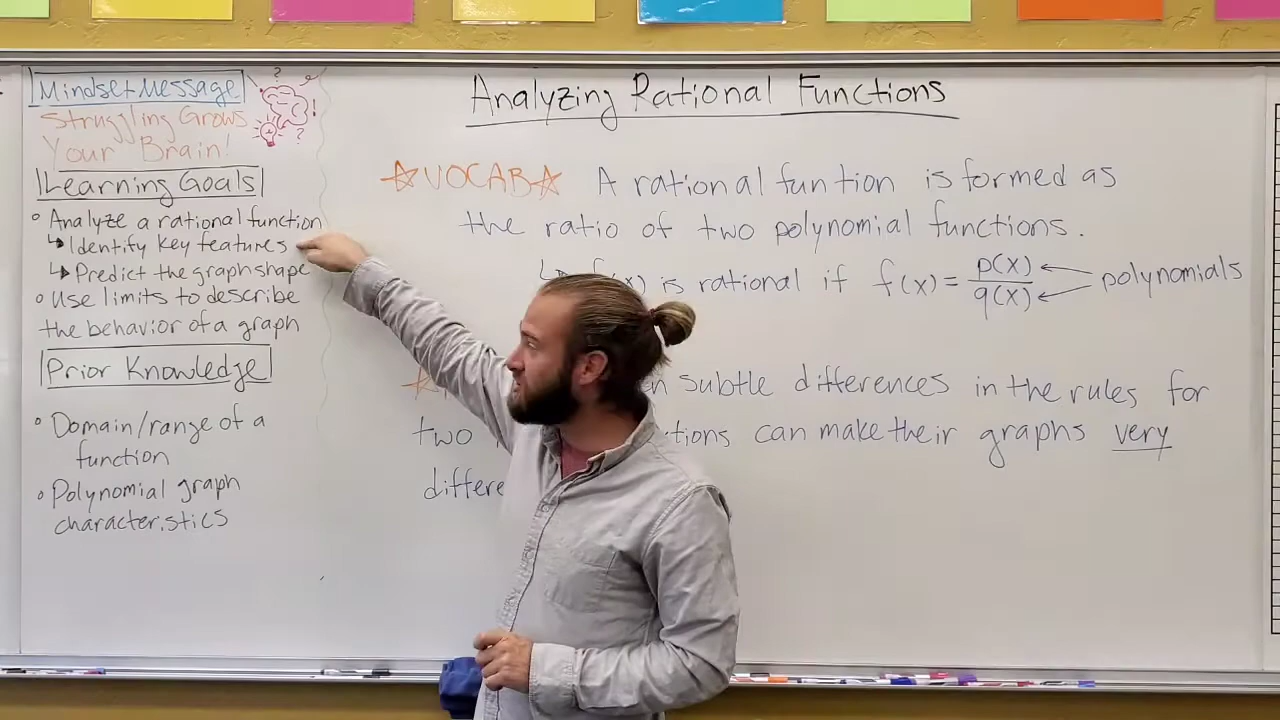 Mindset Message
Struggling Grows
Your Brain!
Learning Goals
Analyze a rational function
Identify key features
Predict the graph shape
Use limits to describe
the behavior of a graph
Prior Knowledge
Domain/range of a
function
Polynomial graph
characteristics
Analyzing Rational Functions
VOCAB A rational funtion is formed as
the ratio of two polynomial functions.
(x) is rational if f(x) = p(x)/q(x) polynomials
subtle differences in the rules for
two can make their graphs very